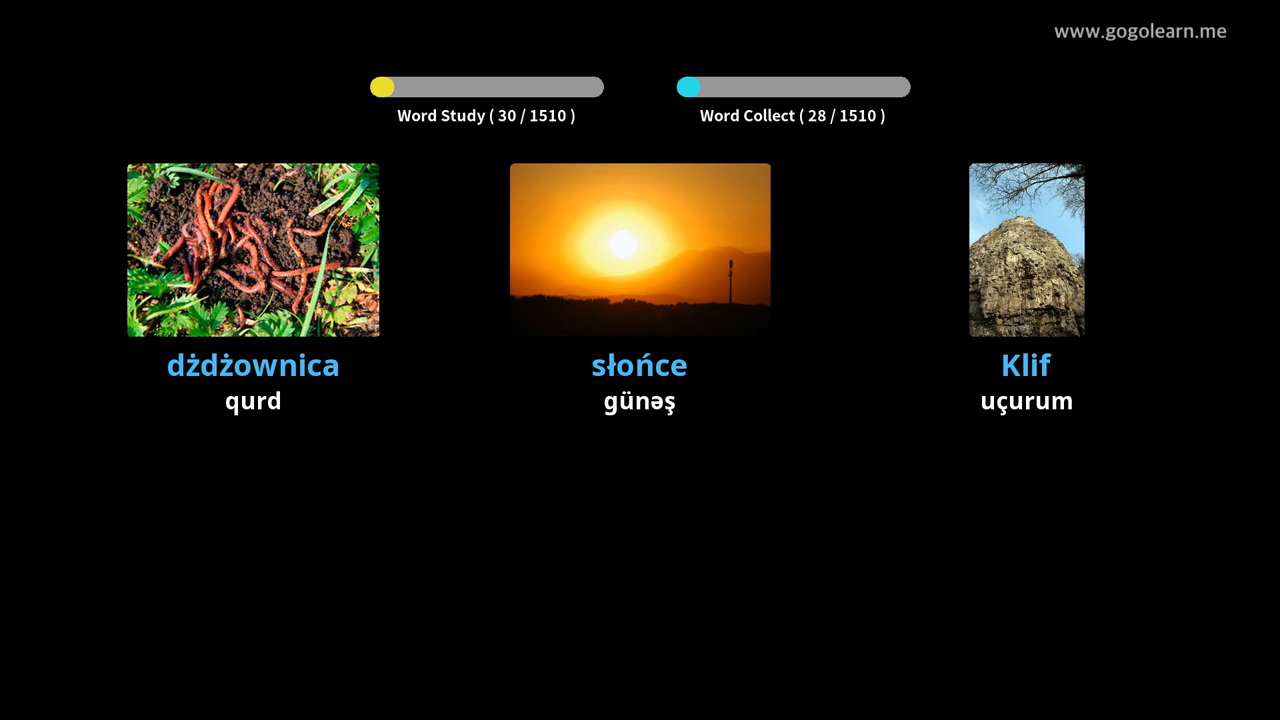 www.gogolearn.me
Word Study ( 30 / 1510 )
Word Collect ( 28 / 1510 )
dżdżownica
qurd
słońce
günəş
Klif
uçurum